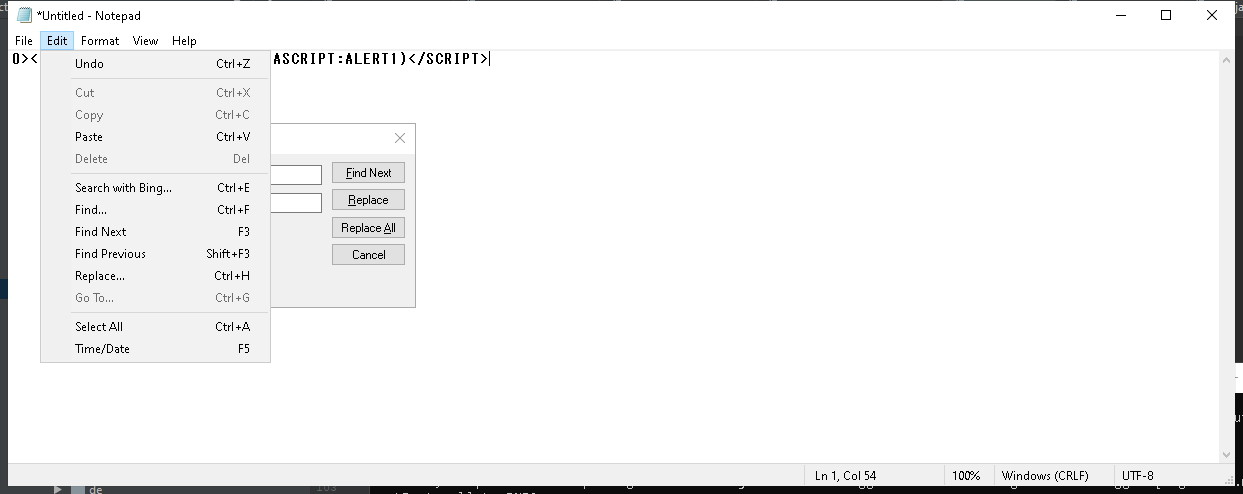 *Untitled - Notepad
File Edit Format View Help
0>< ASCRIPT:ALERT1)</SCRIPT>
Undo Ctrl+Z
Cut Ctrl+X
Copy Ctrl+C
Paste Ctrl+V
Delete Del
Search with Bing... Ctrl+E
Find... Ctrl+F
Find Next F3
Find Previous Shift+F3
Replace... Ctrl+H
Go To... Ctrl+G
Select All Ctrl+A
Time/Date F5
Find Next
Replace
Replace All
Cancel
Ln 1, Col 54 100% Windows (CRLF) UTF-8
de